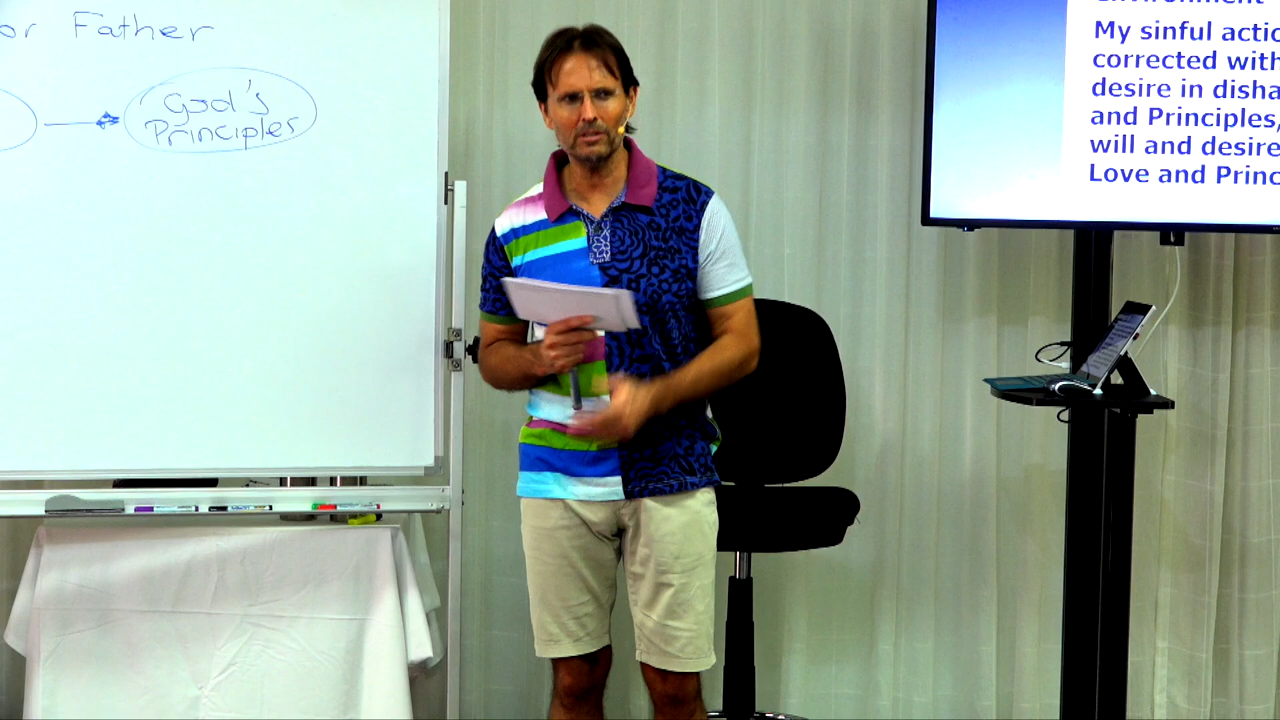 or Father
God's
Principles
My sinful actio
corrected with
desire in disha
and Principles,
will and desire
Love and Princ